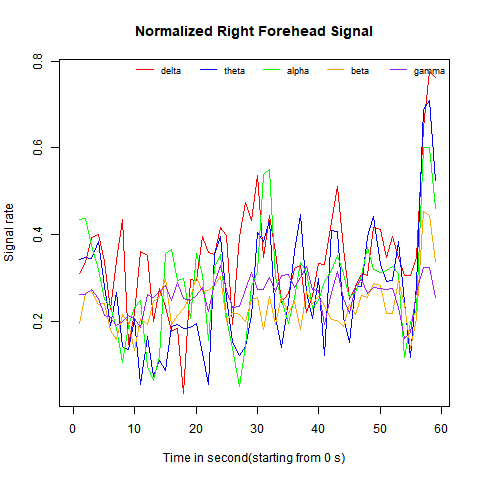 Normalized Right Forehead Signal
delta theta alpha beta gamma
Signal rate
0.8
0.6
0.4
0.2
0 10 20 30 40 50 60
Time in second(starting from 0 s)